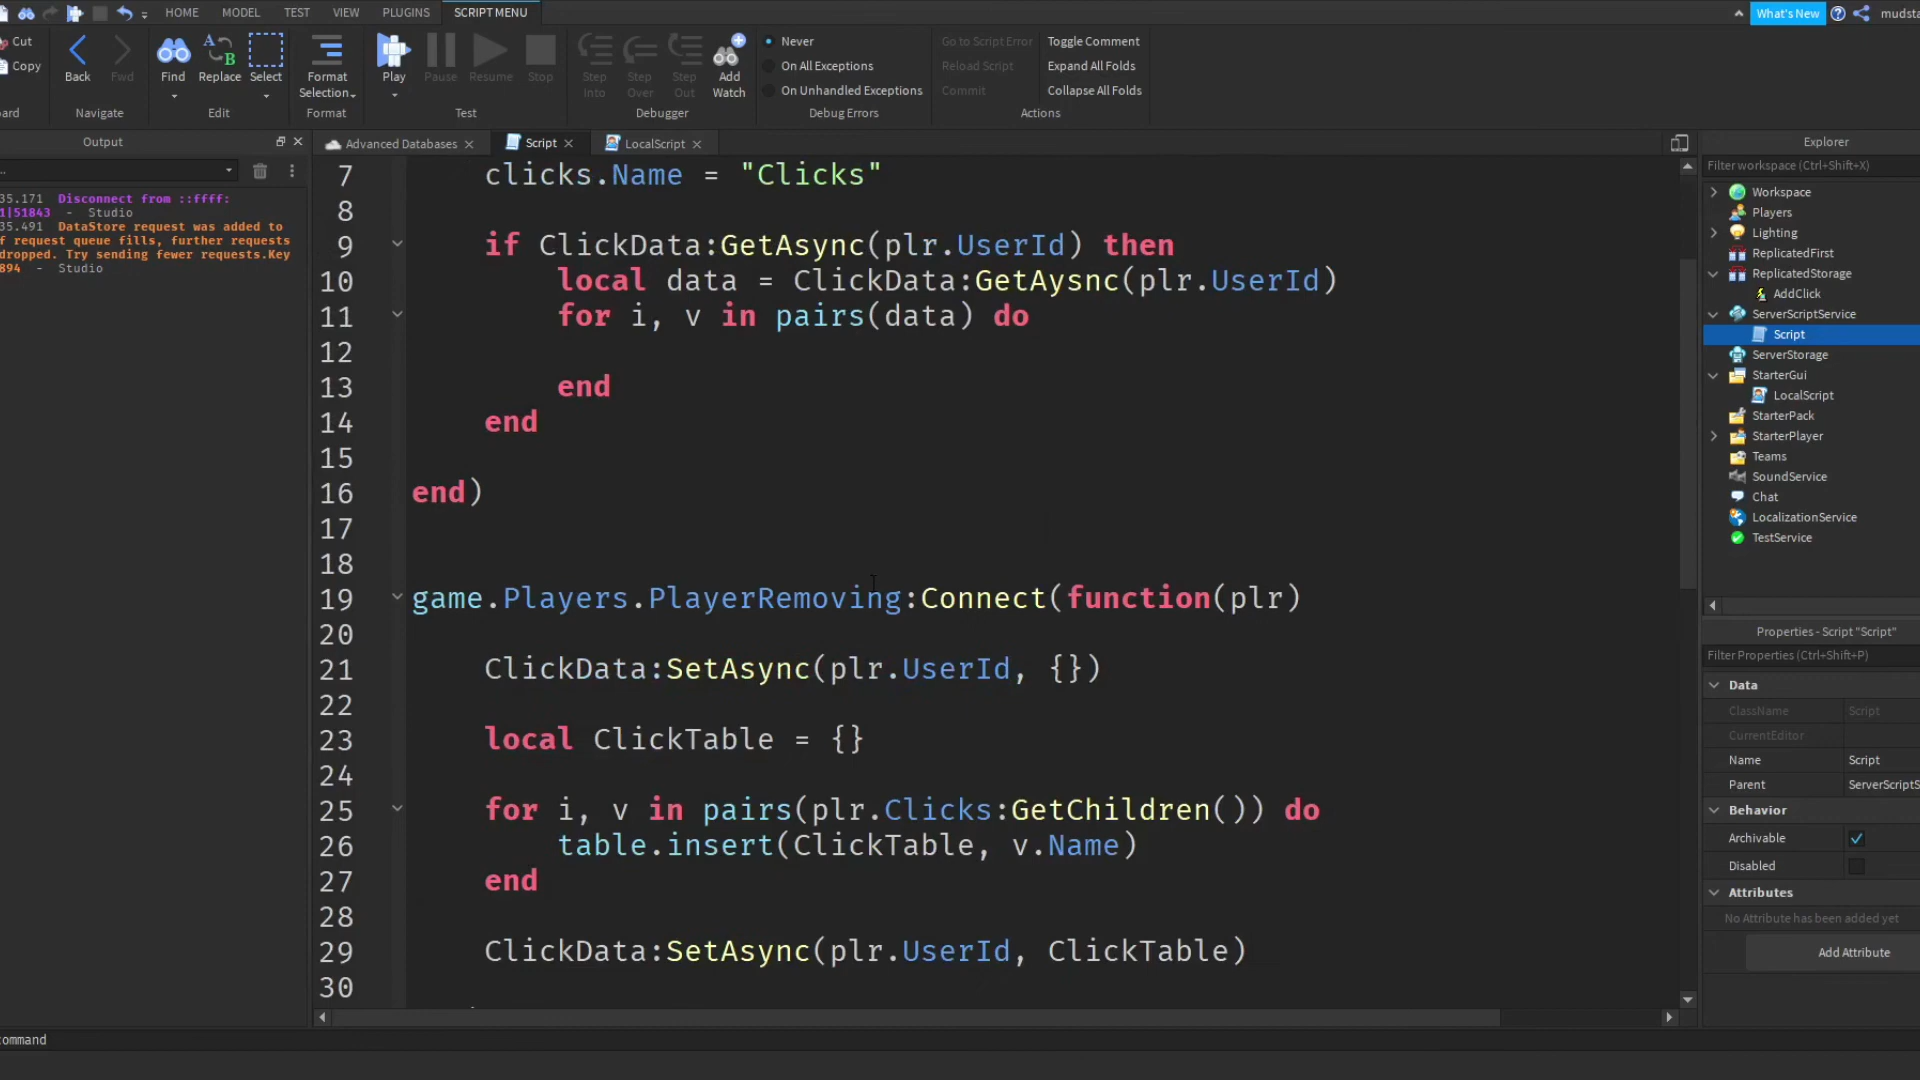 HOME MODEL TEST VIEW PLUGINS SCRIPT MENU What's New mudsta
Cut
Copy
Back Fwd
Navigate
Find Replace Select
Edit
Format Selection
Format
Play Pause Resume Stop
Test
Step Into Step Over Step Out Add Watch
Debugger
Never
On All Exceptions
On Unhandled Exceptions
Debug Errors
Go to Script Error
Reload Script
Commit
Toggle Comment
Expand All Folds
Collapse All Folds
Actions
Output
35.171 Disconnect from ::ffff:
1|51843 - Studio
35.491 DataStore request was added to
f request queue fills, further requests
dropped. Try sending fewer requests.Key
894 - Studio
Advanced Databases Script LocalScript
7 clicks.Name = "Clicks"
8
9 if ClickData:GetAsync(plr.UserId) then
10 local data = ClickData:GetAysnc(plr.UserId)
11 for i, v in pairs(data) do
12
13 end
14 end
15
16 end)
17
18
19 game.Players.PlayerRemoving:Connect(function(plr)
20
21 ClickData:SetAsync(plr.UserId, {})
22
23 local ClickTable = {}
24
25 for i, v in pairs(plr.Clicks:GetChildren()) do
26 table.insert(ClickTable, v.Name)
27 end
28
29 ClickData:SetAsync(plr.UserId, ClickTable)
30
Explorer
Filter workspace (Ctrl+Shift+X)
Workspace
Players
Lighting
ReplicatedFirst
ReplicatedStorage
AddClick
ServerScriptService
Script
ServerStorage
StarterGui
LocalScript
StarterPack
StarterPlayer
Teams
SoundService
Chat
LocalizationService
TestService
Properties - Script "Script"
Filter Properties (Ctrl+Shift+P)
Data
ClassName Script
CurrentEditor
Name Script
Parent ServerScriptS
Behavior
Archivable
Disabled
Attributes
No Attribute has been added yet
Add Attribute
ommand